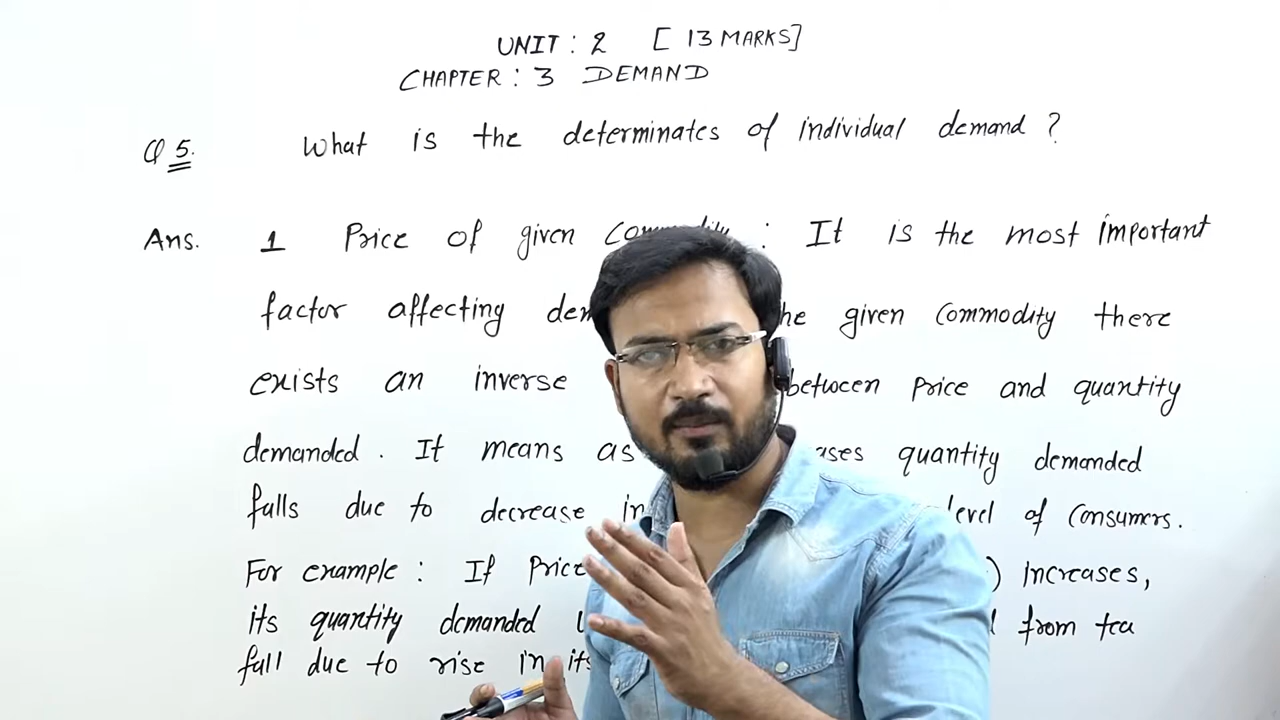 UNIT : 2 [ 13 MARKS]
CHAPTER : 3 DEMAND
Q 5. What is the determinates of individual demand ?
Ans. 1 Price of given : It is the most important
factor affecting given Commodity there
exists an inverse between Price and quantity
demanded . It means as quantity demanded
falls due to decrease in level of Consumers.
For example : If Price ) increases,
its quantity demanded from tea
fall due to rise in its